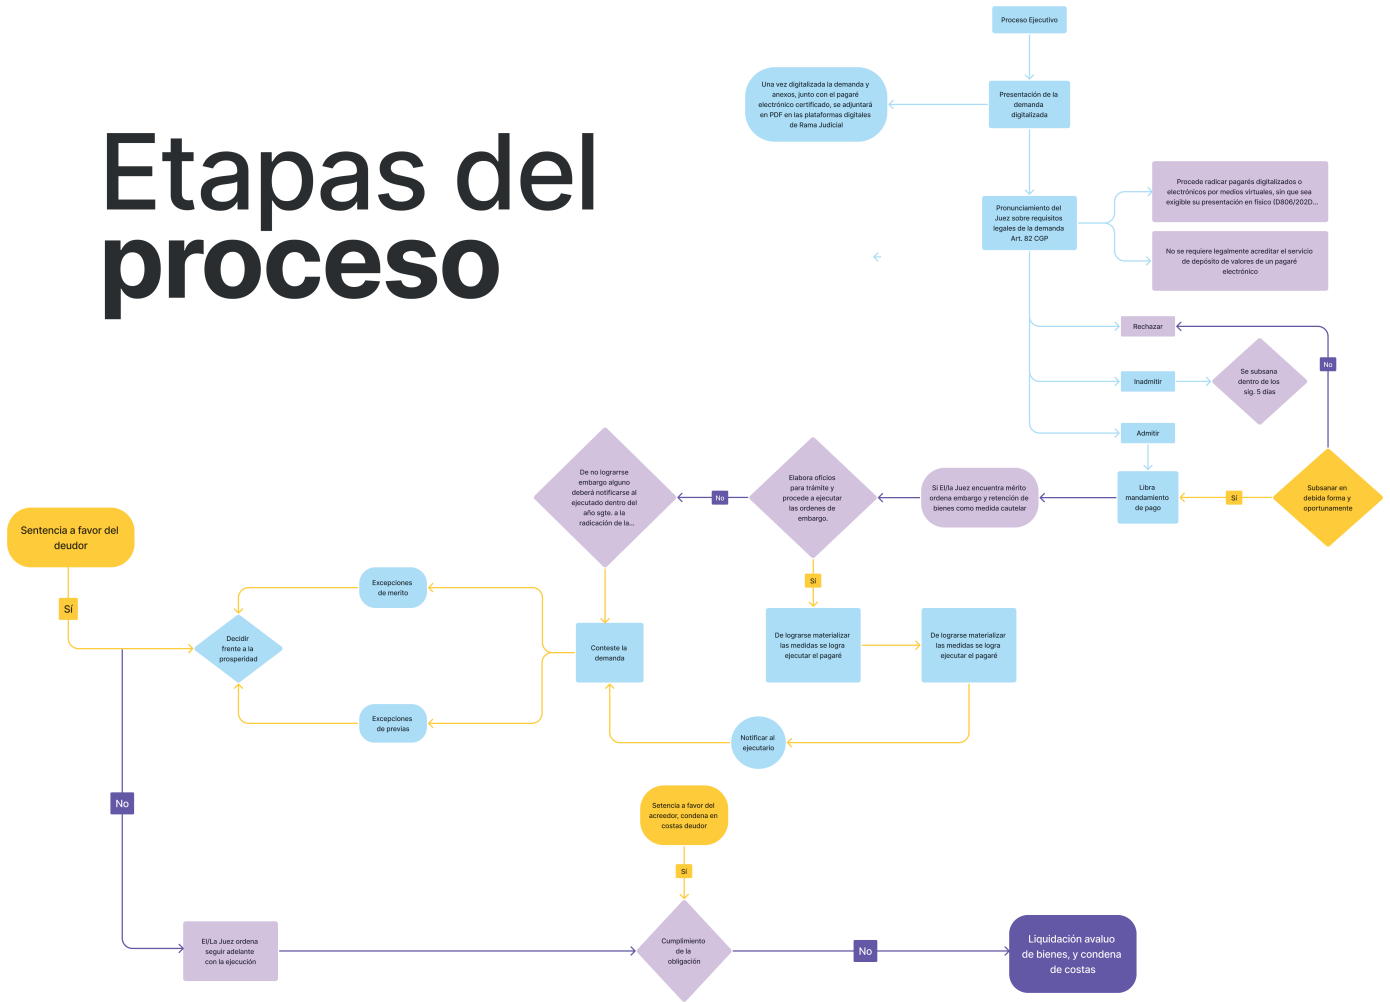 Proceso Ejecutivo
Una vez digitalizada la demanda y
anexos, junto con el pagaré
electrónico certificado, se adjuntará
en PDF en las plataformas digitales
de Rama Judicial
Presentación de la
demanda
digitalizada
Etapas del
proceso
Procede radicar pagarés digitalizados o
electrónicos por medios virtuales, sin que sea
exigible su presentación en físico (D806/202D...
Pronunciamiento del
Juez sobre requisitos
legales de la demanda
Art. 82 CGP
No se requiere legalmente acreditar el servicio
de depósito de valores de un pagaré
electrónico
Rechazar
No
Inadmitir
Se subsana
dentro de los
sig. 5 días
Admitir
De no lograrrse
embargo alguno
deberá notificarse al
ejecutado dentro del
año sgte. a la
radicación de la...
No
Elabora oficios
para trámite y
procede a ejecutar
las ordenes de
embargo.
Sí El/la Juez encuentra mérito
ordena embargo y retención de
bienes como medida cautelar
Libra
mandamiento
de pago
Sí
Subsanar en
debida forma y
oportunamente
Sentencia a favor del
deudor
Sí
Sí
Excepciones
de merito
Decidir
frente a la
prosperidad
Conteste la
demanda
De lograrse materializar
las medidas se logra
ejecutar el pagaré
De lograrse materializar
las medidas se logra
ejecutar el pagaré
Excepciones
de previas
Notificar al
ejecutario
No
Setencia a favor del
acreedor, condena en
costas deudor
Sí
El/La Juez ordena
seguir adelante
con la ejecución
Cumplimiento
de la
obligación
No
Liquidación avaluo
de bienes, y condena
de costas